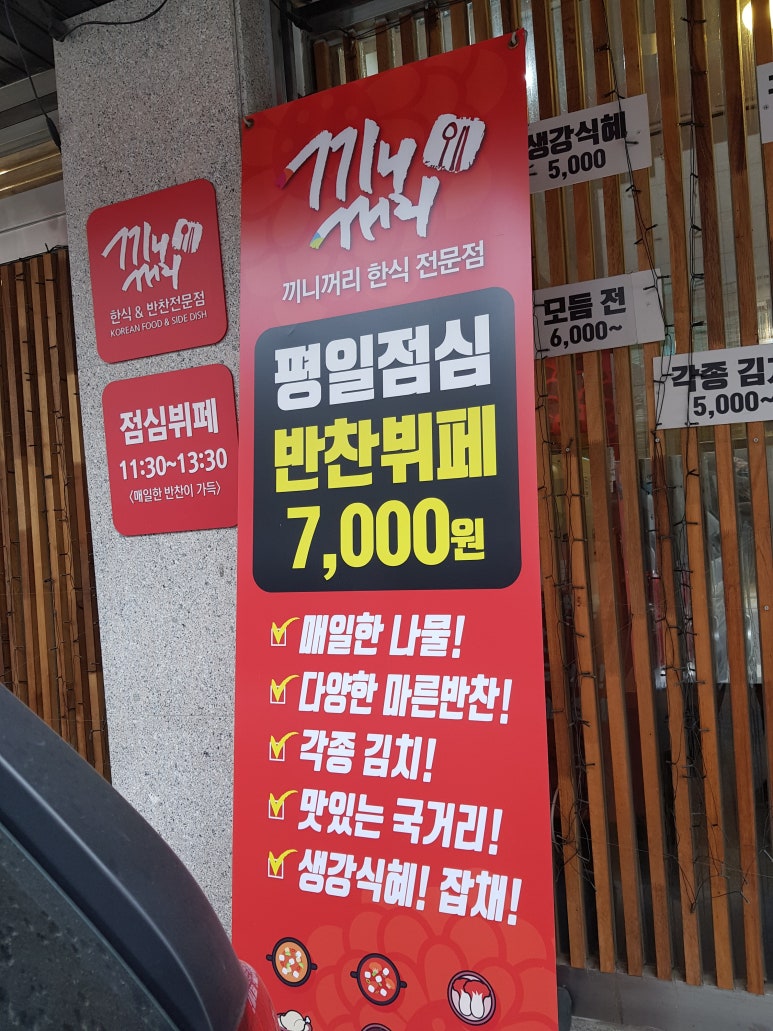 끼니
꺼리
한식 & 반찬전문점
KOREAN FOOD & SIDE DISH
점심뷔페
11:30~13:30
〈매일한 반찬이 가득〉
끼니
꺼리
끼니꺼리 한식 전문점
평일점심
반찬뷔페
7,000원
매일한 나물!
다양한 마른반찬!
각종 김치!
맛있는 국거리!
생강식혜! 잡채!
생강식혜
5,000
모듬 전
6,000~
각종
5,000~